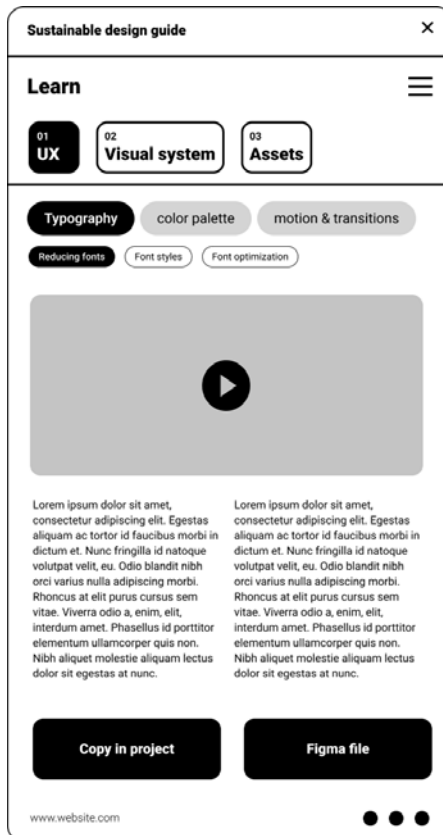 Sustainable design guide
Learn
01
UX
02
Visual system
03
Assets
Typography
color palette
motion & transitions
Reducing fonts
Font styles
Font optimization
Lorem ipsum dolor sit amet,
consectetur adipiscing elit. Egestas
aliquam ac tortor id faucibus morbi in
dictum et. Nunc fringilla id natoque
volutpat velit, eu. Odio blandit nibh
orci varius nulla adipiscing morbi.
Rhoncus at elit purus cursus sem
vitae. Viverra odio a, enim, elit,
interdum amet. Phasellus id porttitor
elementum ullamcorper quis non.
Nibh aliquet molestie aliquam lectus
dolor sit egestas at nunc.
Lorem ipsum dolor sit amet,
consectetur adipiscing elit. Egestas
aliquam ac tortor id faucibus morbi in
dictum et. Nunc fringilla id natoque
volutpat velit, eu. Odio blandit nibh
orci varius nulla adipiscing morbi.
Rhoncus at elit purus cursus sem
vitae. Viverra odio a, enim, elit,
interdum amet. Phasellus id porttitor
elementum ullamcorper quis non.
Nibh aliquet molestie aliquam lectus
dolor sit egestas at nunc.
Copy in project
Figma file
www.website.com